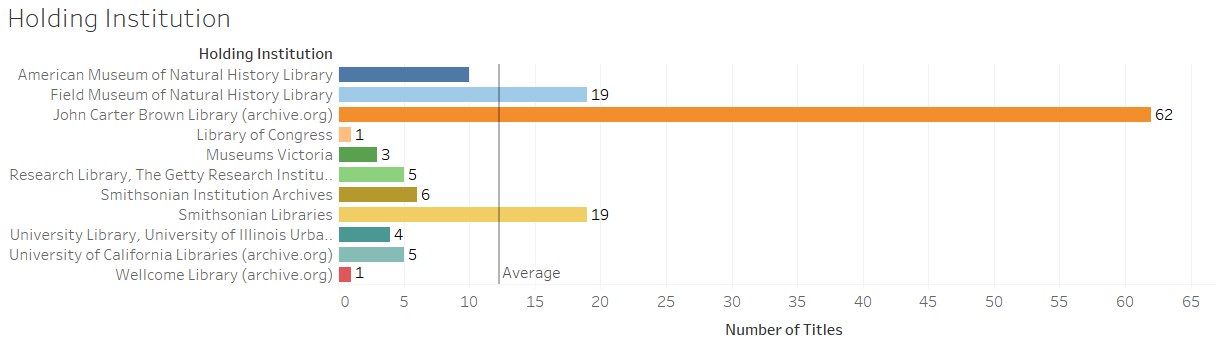 Holding Institution
Holding Institution
American Museum of Natural History Library
Field Museum of Natural History Library 19
John Carter Brown Library (archive.org) 62
Library of Congress 1
Museums Victoria 3
Research Library, The Getty Research Institu.. 5
Smithsonian Institution Archives 6
Smithsonian Libraries 19
University Library, University of Illinois Urba.. 4
University of California Libraries (archive.org) 5
Wellcome Library (archive.org) 1 Average
0 5 10 15 20 25 30 35 40 45 50 55 60 65
Number of Titles